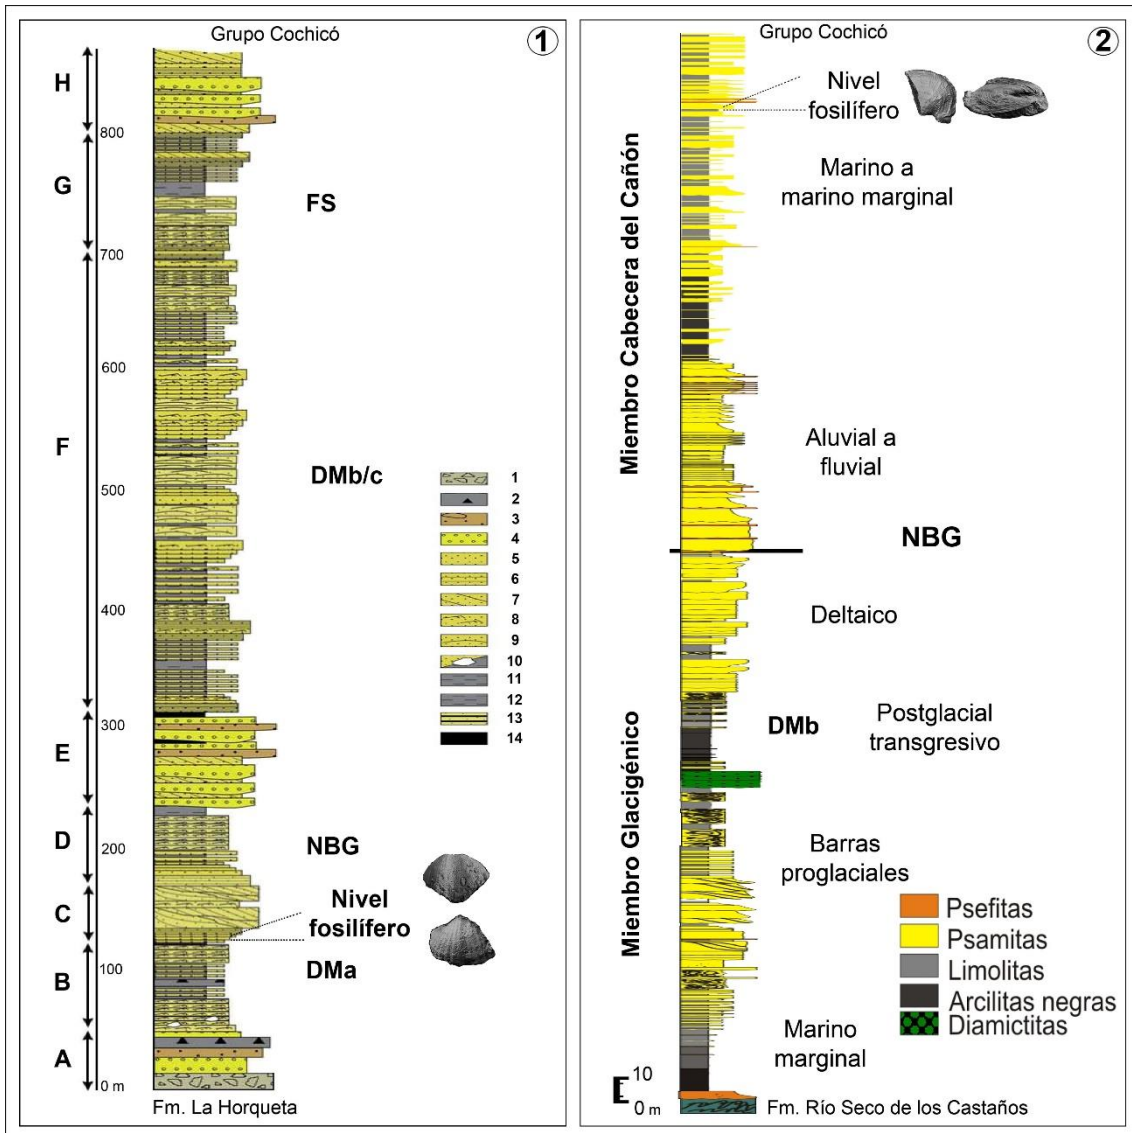 Grupo Cochicó
1
H
800
G
FS
700
600
F
DMb/c
500
400
300
E
D
200
NBG
Nivel
fosilífero
C
DMa
100
B
A
0 m
Fm. La Horqueta
1
2
3
4
5
6
7
8
9
10
11
12
13
14
Grupo Cochicó
2
Nivel
fosilífero
Miembro Cabecera del Cañón
Marino a
marino marginal
Aluvial a
fluvial
NBG
Deltaico
Miembro Glacigénico
DMb
Postglacial
transgresivo
Barras
proglaciales
Psefitas
Psamitas
Limolitas
Arcilitas negras
Diamictitas
Marino
marginal
10
0 m
Fm. Río Seco de los Castaños